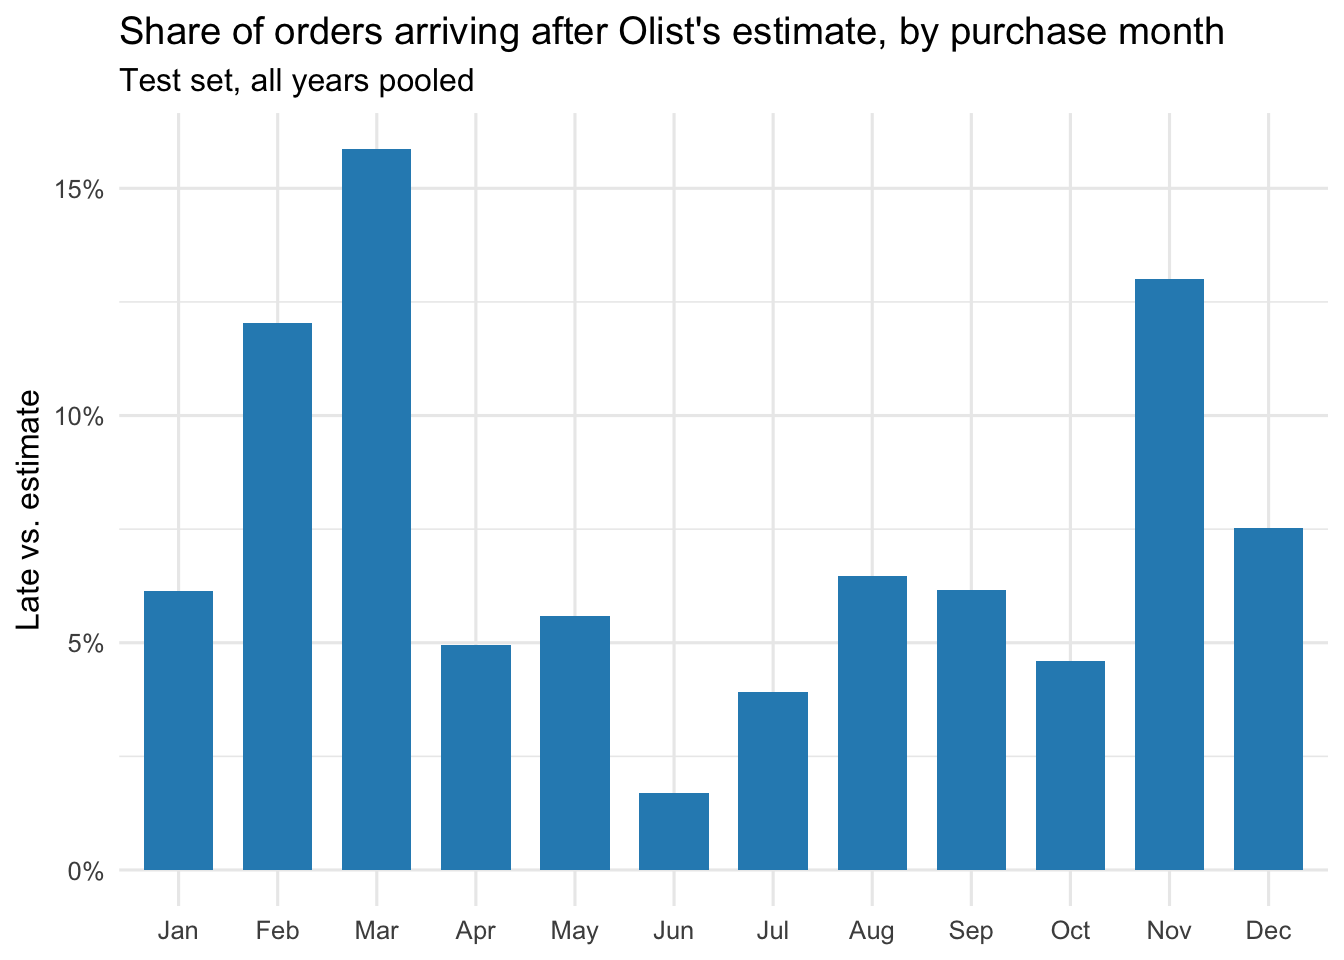 Share of orders arriving after Olist's estimate, by purchase month
Test set, all years pooled
Late vs. estimate
15%
10%
5%
0%
Jan Feb Mar Apr May Jun Jul Aug Sep Oct Nov Dec